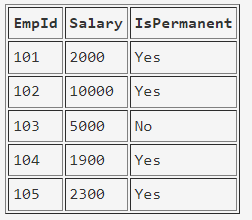 EmpId Salary IsPermanent
101 2000 Yes
102 10000 Yes
103 5000 No
104 1900 Yes
105 2300 Yes